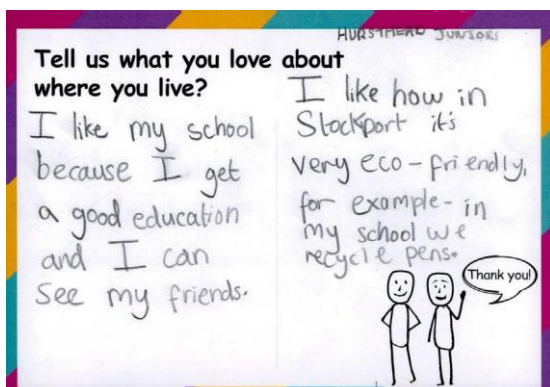 HURSTHEAD JUNIORS
Tell us what you love about
where you live?
I like my school
because I get
a good education
and I can
see my friends.
I like how in
Stockport it's
very eco-friendly,
for example- in
my school we
recycle pens.
Thank you!